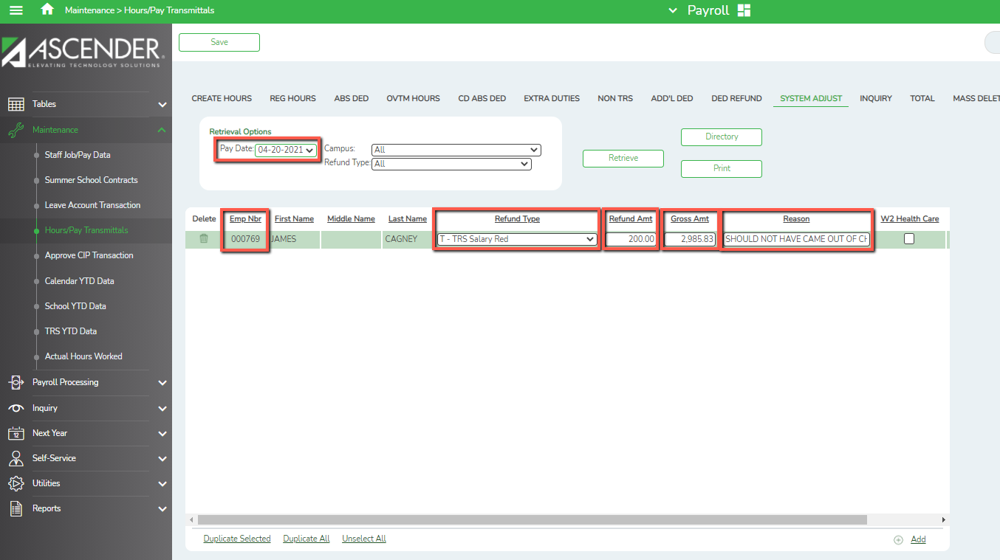 Maintenance > Hours/Pay Transmittals
Payroll
ASCENDER
ELEVATING TECHNOLOGY SOLUTIONS
Tables
Maintenance
Staff Job/Pay Data
Summer School Contracts
Leave Account Transaction
Hours/Pay Transmittals
Approve CIP Transaction
Calendar YTD Data
School YTD Data
TRS YTD Data
Actual Hours Worked
Payroll Processing
Inquiry
12
Next Year
Self-Service
Utilities
Reports
Save
CREATE HOURS REG HOURS ABS DED OVTM HOURS CD ABS DED EXTRA DUTIES NON TRS ADD'L DED DED REFUND SYSTEM ADJUST INQUIRY TOTAL MASS DELET
Retrieval Options
Pay Date: 04-20-2021 Campus: All
Refund Type: All
Retrieve
Directory
Print
Delete Emp Nbr First Name Middle Name Last Name Refund Type Refund Amt Gross Amt Reason W2 Health Care
000769 JAMES CAGNEY T - TRS Salary Red 200.00 2,985.83 SHOULD NOT HAVE CAME OUT OF CH
Duplicate Selected Duplicate All Unselect All Add